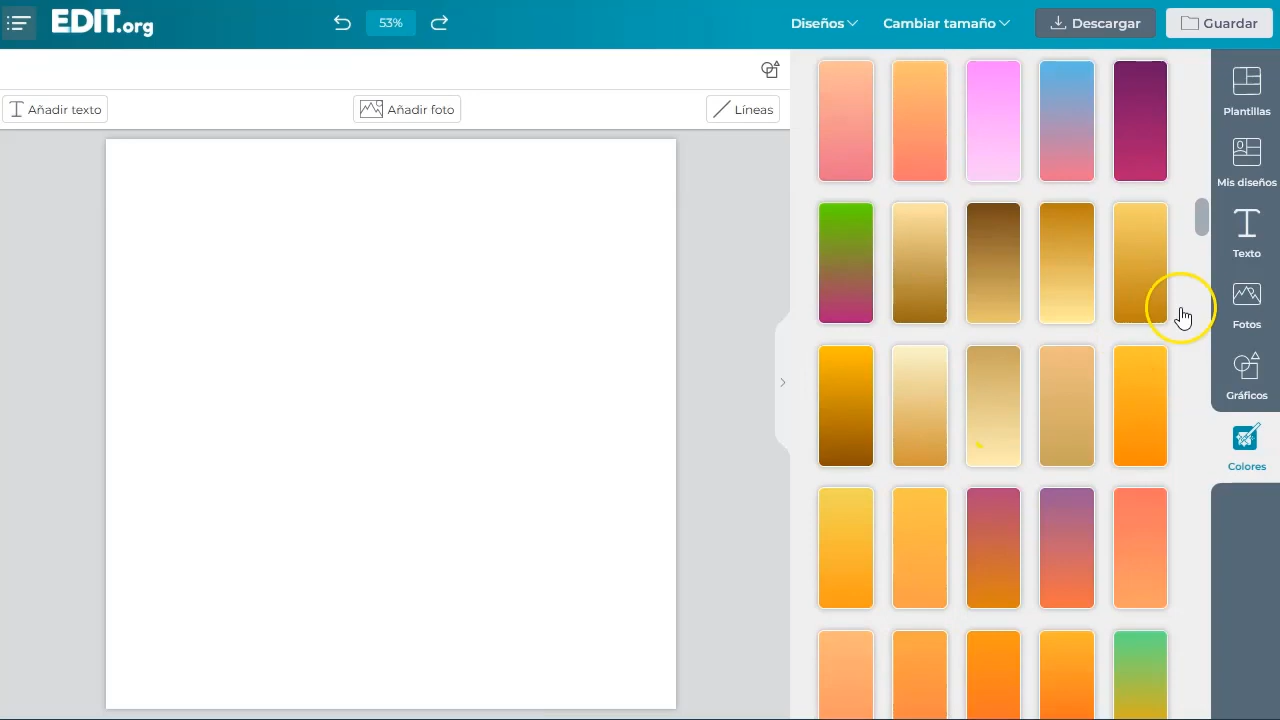 EDIT.org
53%
Diseños
Cambiar tamaño
Descargar
Guardar
Añadir texto
Añadir foto
Líneas
Plantillas
Mis diseños
Texto
Fotos
Gráficos
Colores